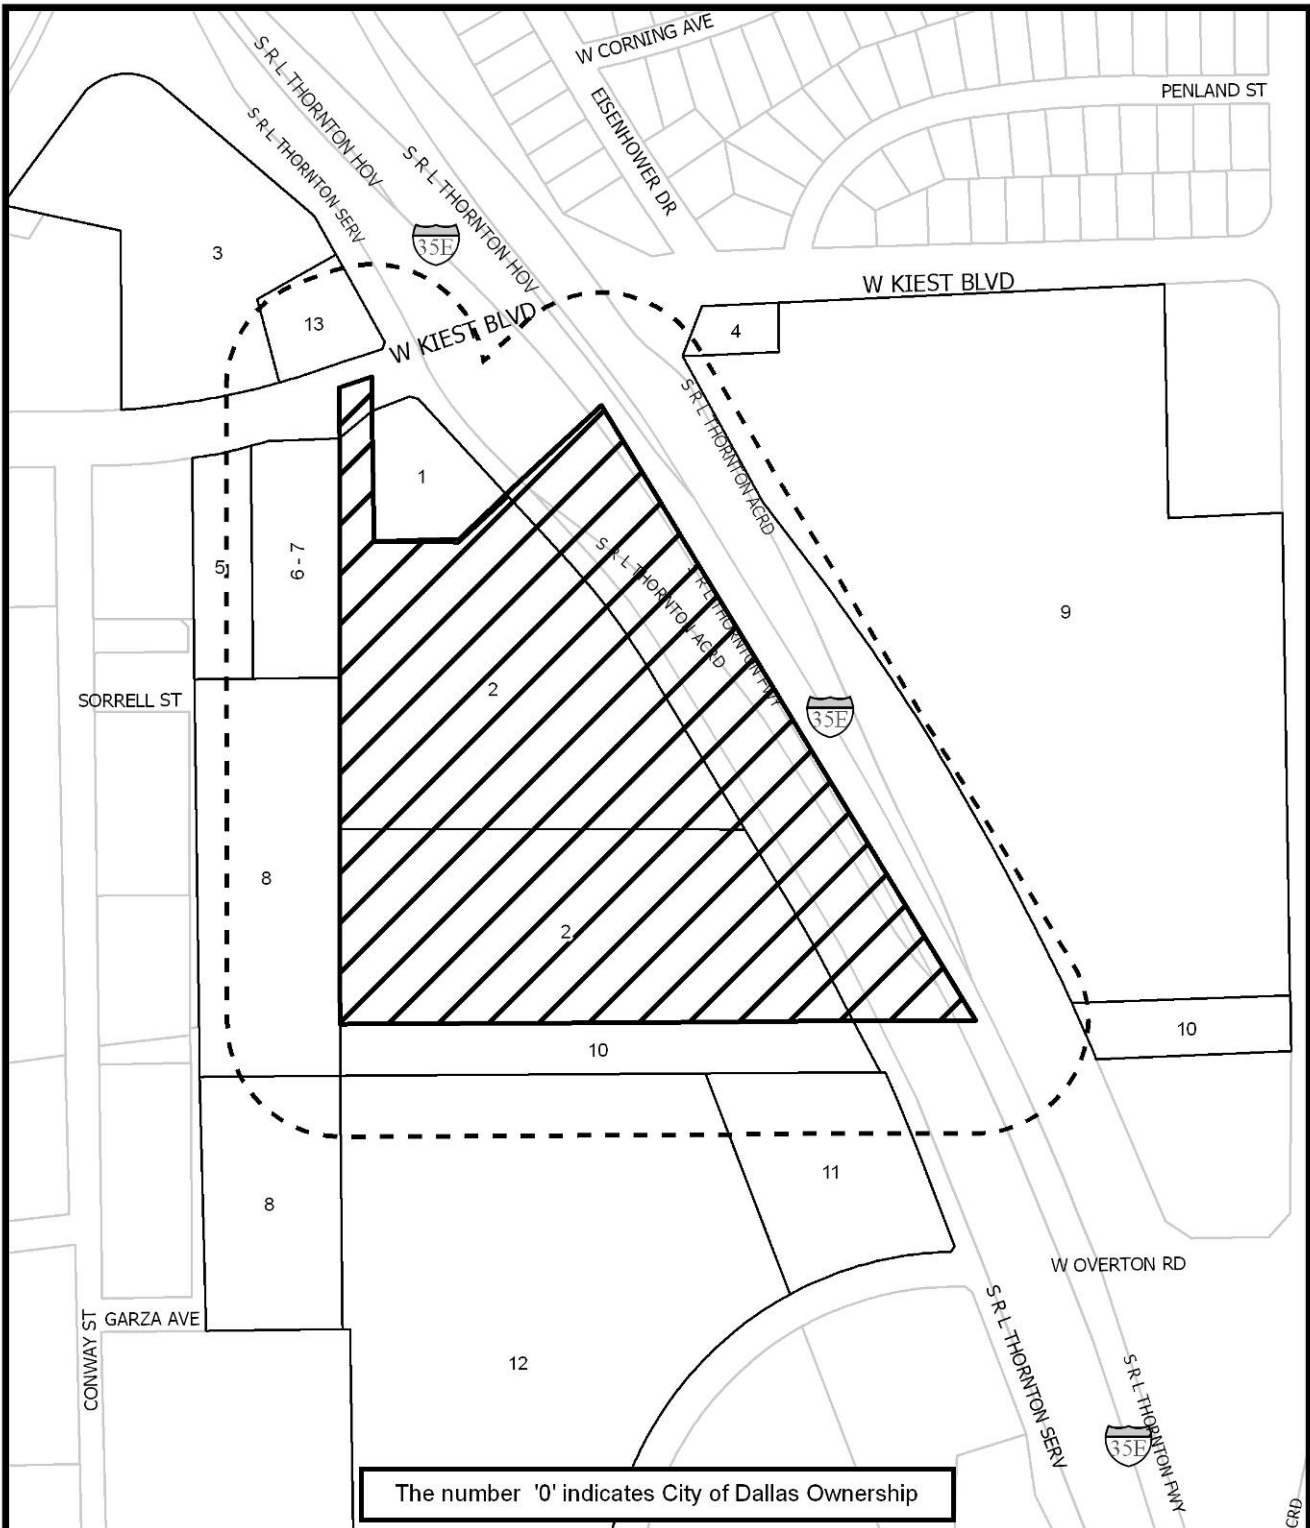 W CORNING AVE
PENLAND ST
EISENHOWER DR
S R L THORNTON HOV
S R L THORNTON SERV
S R L THORNTON HOV
35E
3
W KIEST BLVD
13
W KIEST BLVD
4
S R L THORNTON ACRD
1
5
6 - 7
S R L THORNTON ACRD
S R L THORNTON FWY
9
SORRELL ST
2
35E
8
2
10
10
8
11
W OVERTON RD
GARZA AVE
CONWAY ST
12
S R L THORNTON SERV
S R L THORNTON FWY
35E
The number '0' indicates City of Dallas Ownership
CRD